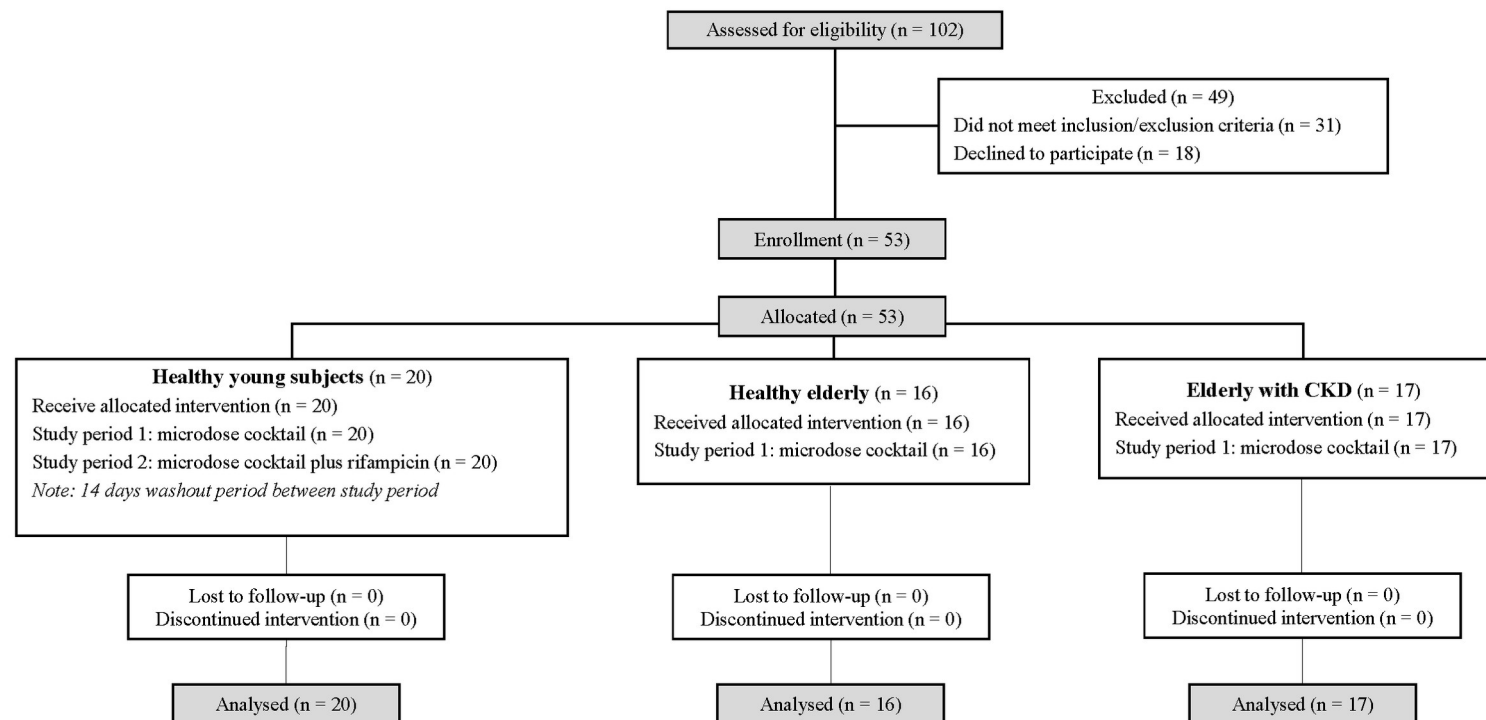 Assessed for eligibility (n = 102)
Excluded (n = 49)
Did not meet inclusion/exclusion criteria (n = 31)
Declined to participate (n = 18)
Enrollment (n = 53)
Allocated (n = 53)
Healthy young subjects (n = 20)
Receive allocated intervention (n = 20)
Study period 1: microdose cocktail (n = 20)
Study period 2: microdose cocktail plus rifampicin (n = 20)
Note: 14 days washout period between study period
Healthy elderly (n = 16)
Received allocated intervention (n = 16)
Study period 1: microdose cocktail (n = 16)
Elderly with CKD (n = 17)
Received allocated intervention (n = 17)
Study period 1: microdose cocktail (n = 17)
Lost to follow-up (n = 0)
Discontinued intervention (n = 0)
Lost to follow-up (n = 0)
Discontinued intervention (n = 0)
Lost to follow-up (n = 0)
Discontinued intervention (n = 0)
Analysed (n = 20)
Analysed (n = 16)
Analysed (n = 17)